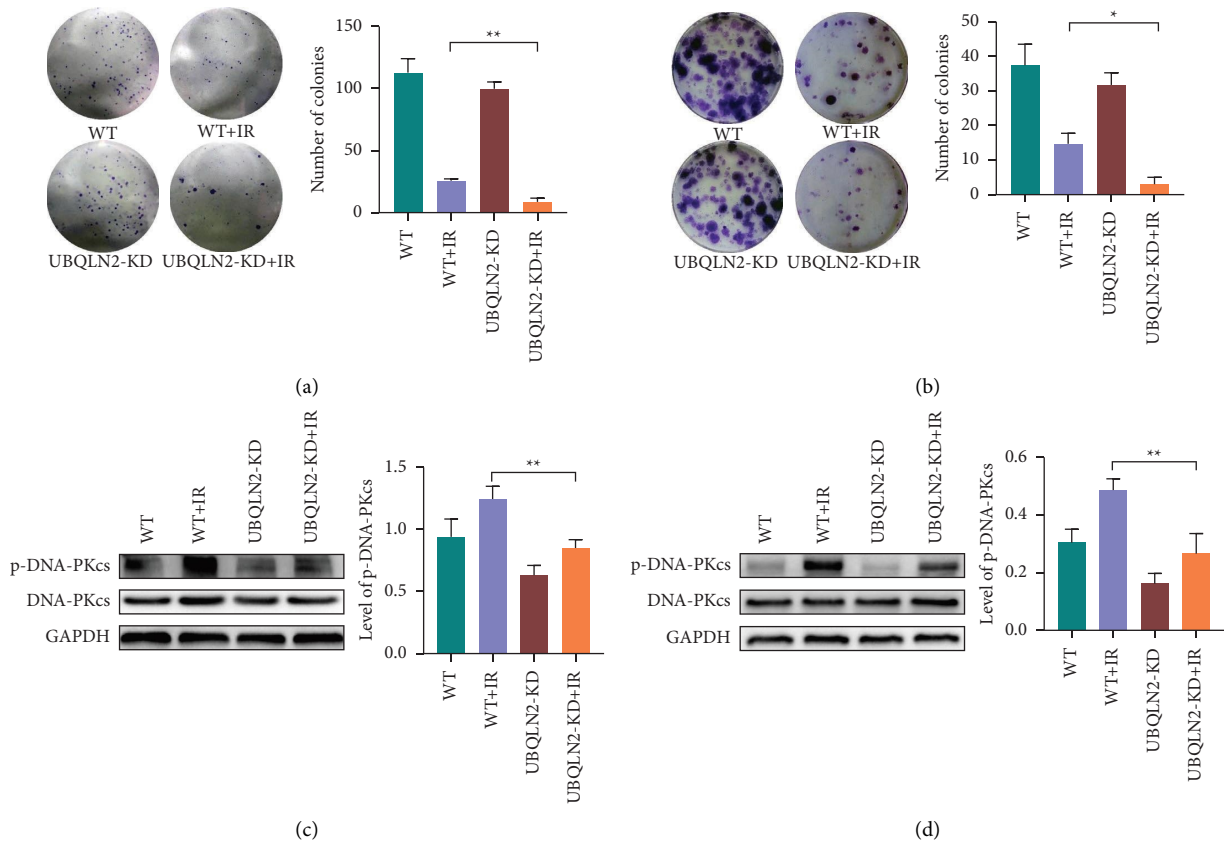 WT
WT+IR
UBQLN2-KD
UBQLN2-KD+IR
Number of colonies
150
100
50
0
**
WT
WT+IR
UBQLN2-KD
UBQLN2-KD+IR
(a)
WT
WT+IR
UBQLN2-KD
UBQLN2-KD+IR
Number of colonies
50
40
30
20
10
0
*
WT
WT+IR
UBQLN2-KD
UBQLN2-KD+IR
(b)
WT
WT+IR
UBQLN2-KD
UBQLN2-KD+IR
p-DNA-PKcs
DNA-PKcs
GAPDH
Level of p-DNA-PKcs
1.5
1.0
0.5
0.0
**
WT
WT+IR
UBQLN2-KD
UBQLN2-KD+IR
(c)
WT
WT+IR
UBQLN2-KD
UBQLN2-KD+IR
p-DNA-PKcs
DNA-PKcs
GAPDH
Level of p-DNA-PKcs
0.6
0.4
0.2
0.0
**
WT
WT+IR
UBQLN2-KD
UBQLN2-KD+IR
(d)